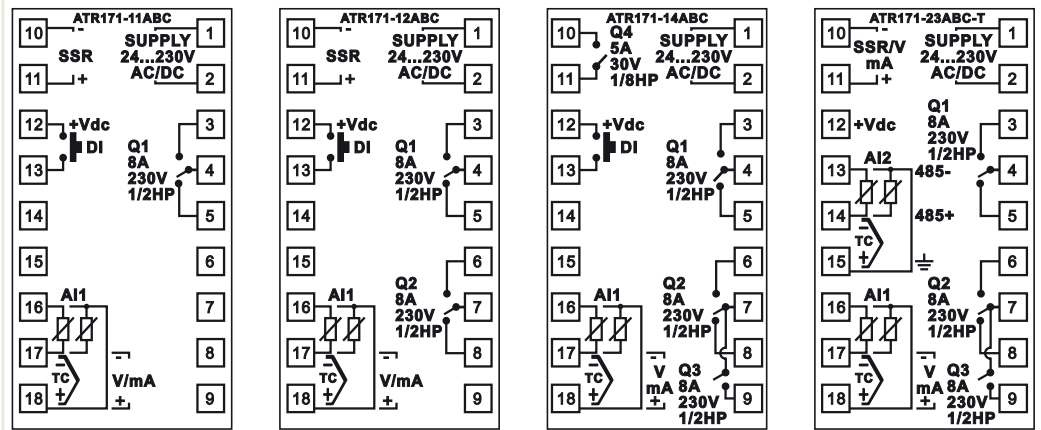 ATR171-11ABC
10 - SUPPLY 1
SSR 24...230V
11 + AC/DC 2
12 +Vdc 3
DI Q1
13 8A 4
230V
1/2HP
14 5
15 6
16 AI1 7
17 - 8
TC V/mA
18 + + 9
ATR171-12ABC
10 - SUPPLY 1
SSR 24...230V
11 + AC/DC 2
12 +Vdc 3
DI Q1
13 8A 4
230V
1/2HP
14 5
15 6
Q2
16 AI1 8A 7
230V
1/2HP
17 - - 8
TC V/mA
18 + + 9
ATR171-14ABC
10 Q4 SUPPLY 1
5A 24...230V
11 30V AC/DC 2
1/8HP
12 +Vdc 3
DI Q1
13 8A 4
230V
1/2HP
14 5
15 6
Q2
16 AI1 8A 7
230V
1/2HP
17 - - 8
TC V Q3
mA 8A
18 + + 230V 9
1/2HP
ATR171-23ABC-T
10 - SUPPLY 1
SSR/V 24...230V
mA
11 + AC/DC 2
Q1
12 +Vdc 8A 3
230V
1/2HP
13 AI2 485- 4
14 485+ 5
-
TC
+
15 6
Q2
16 AI1 8A 7
230V
1/2HP
17 - - 8
TC V Q3
mA 8A
18 + + 230V 9
1/2HP